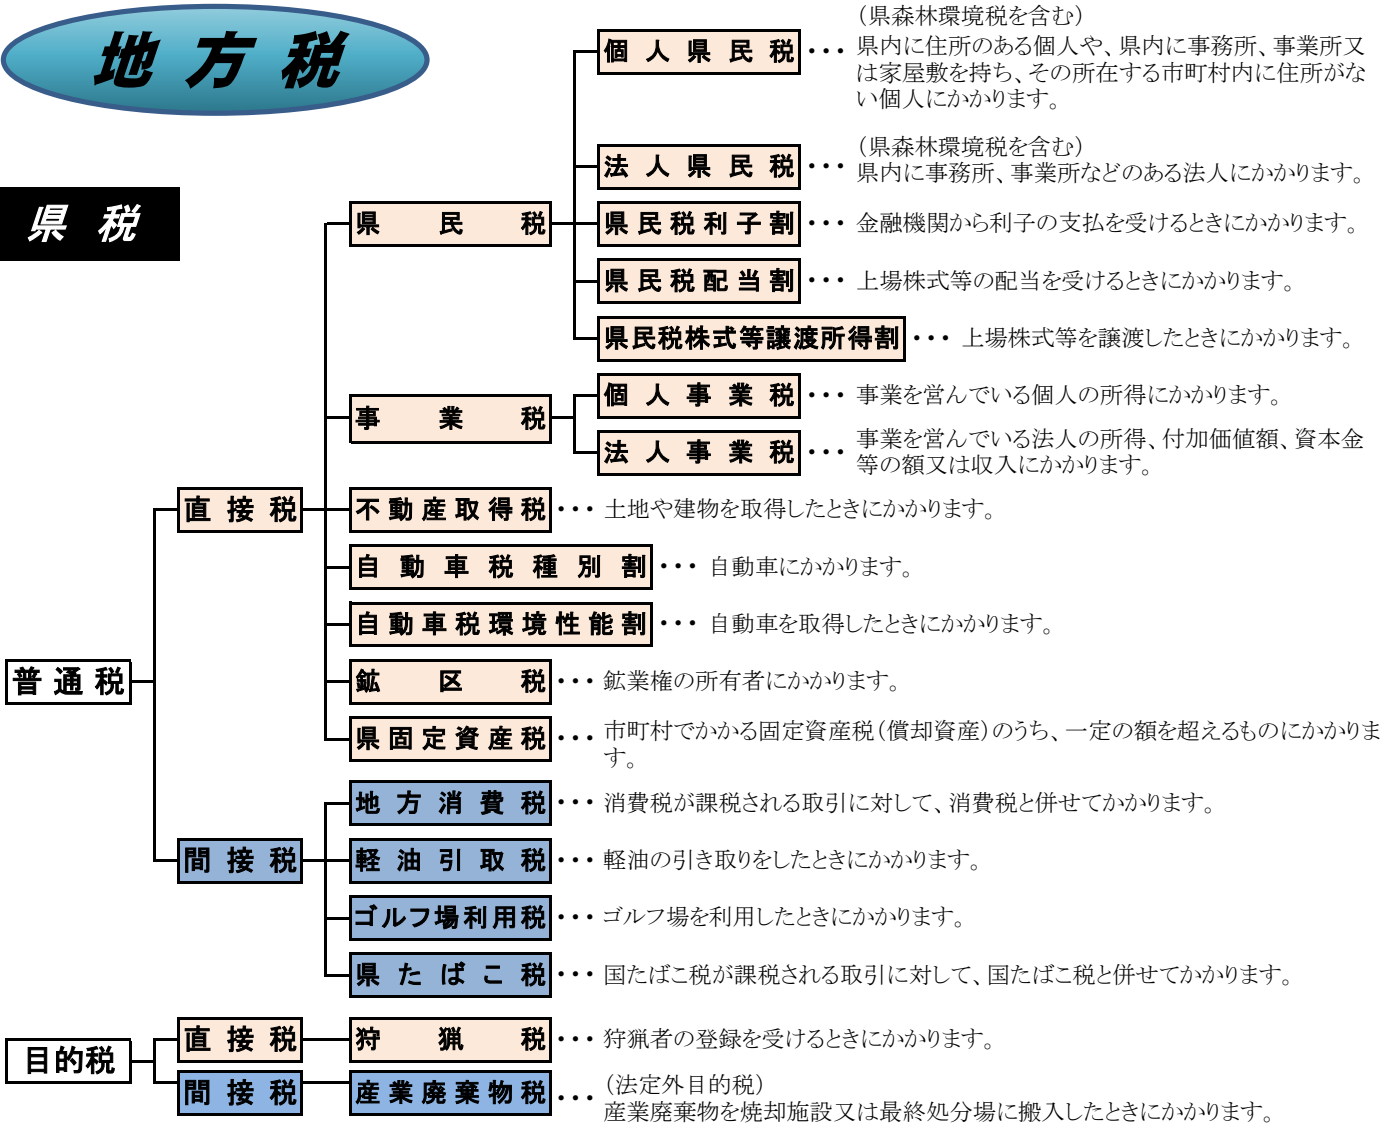 地方税
県税
普通税
直接税
県民税
個人県民税
・・・
(県森林環境税を含む)
県内に住所のある個人や、県内に事務所、事業所又
は家屋敷を持ち、その所在する市町村内に住所がな
い個人にかかります。
法人県民税
・・・
(県森林環境税を含む)
県内に事務所、事業所などのある法人にかかります。
県民税利子割
・・・
金融機関から利子の支払を受けるときにかかります。
県民税配当割
・・・
上場株式等の配当を受けるときにかかります。
県民税株式等譲渡所得割
・・・
上場株式等を譲渡したときにかかります。
事業税
個人事業税
・・・
事業を営んでいる個人の所得にかかります。
法人事業税
・・・
事業を営んでいる法人の所得、付加価値額、資本金
等の額又は収入にかかります。
不動産取得税
・・・
土地や建物を取得したときにかかります。
自動車税種別割
・・・
自動車にかかります。
自動車税環境性能割
・・・
自動車を取得したときにかかります。
鉱区税
・・・
鉱業権の所有者にかかります。
県固定資産税
・・・
市町村でかかる固定資産税(償却資産)のうち、一定の額を超えるものにかかりま
す。
間接税
地方消費税
・・・
消費税が課税される取引に対して、消費税と併せてかかります。
軽油引取税
・・・
軽油の引き取りをしたときにかかります。
ゴルフ場利用税
・・・
ゴルフ場を利用したときにかかります。
県たばこ税
・・・
国たばこ税が課税される取引に対して、国たばこ税と併せてかかります。
目的税
直接税
狩猟税
・・・
狩猟者の登録を受けるときにかかります。
間接税
産業廃棄物税
・・・
(法定外目的税)
産業廃棄物を焼却施設又は最終処分場に搬入したときにかかります。